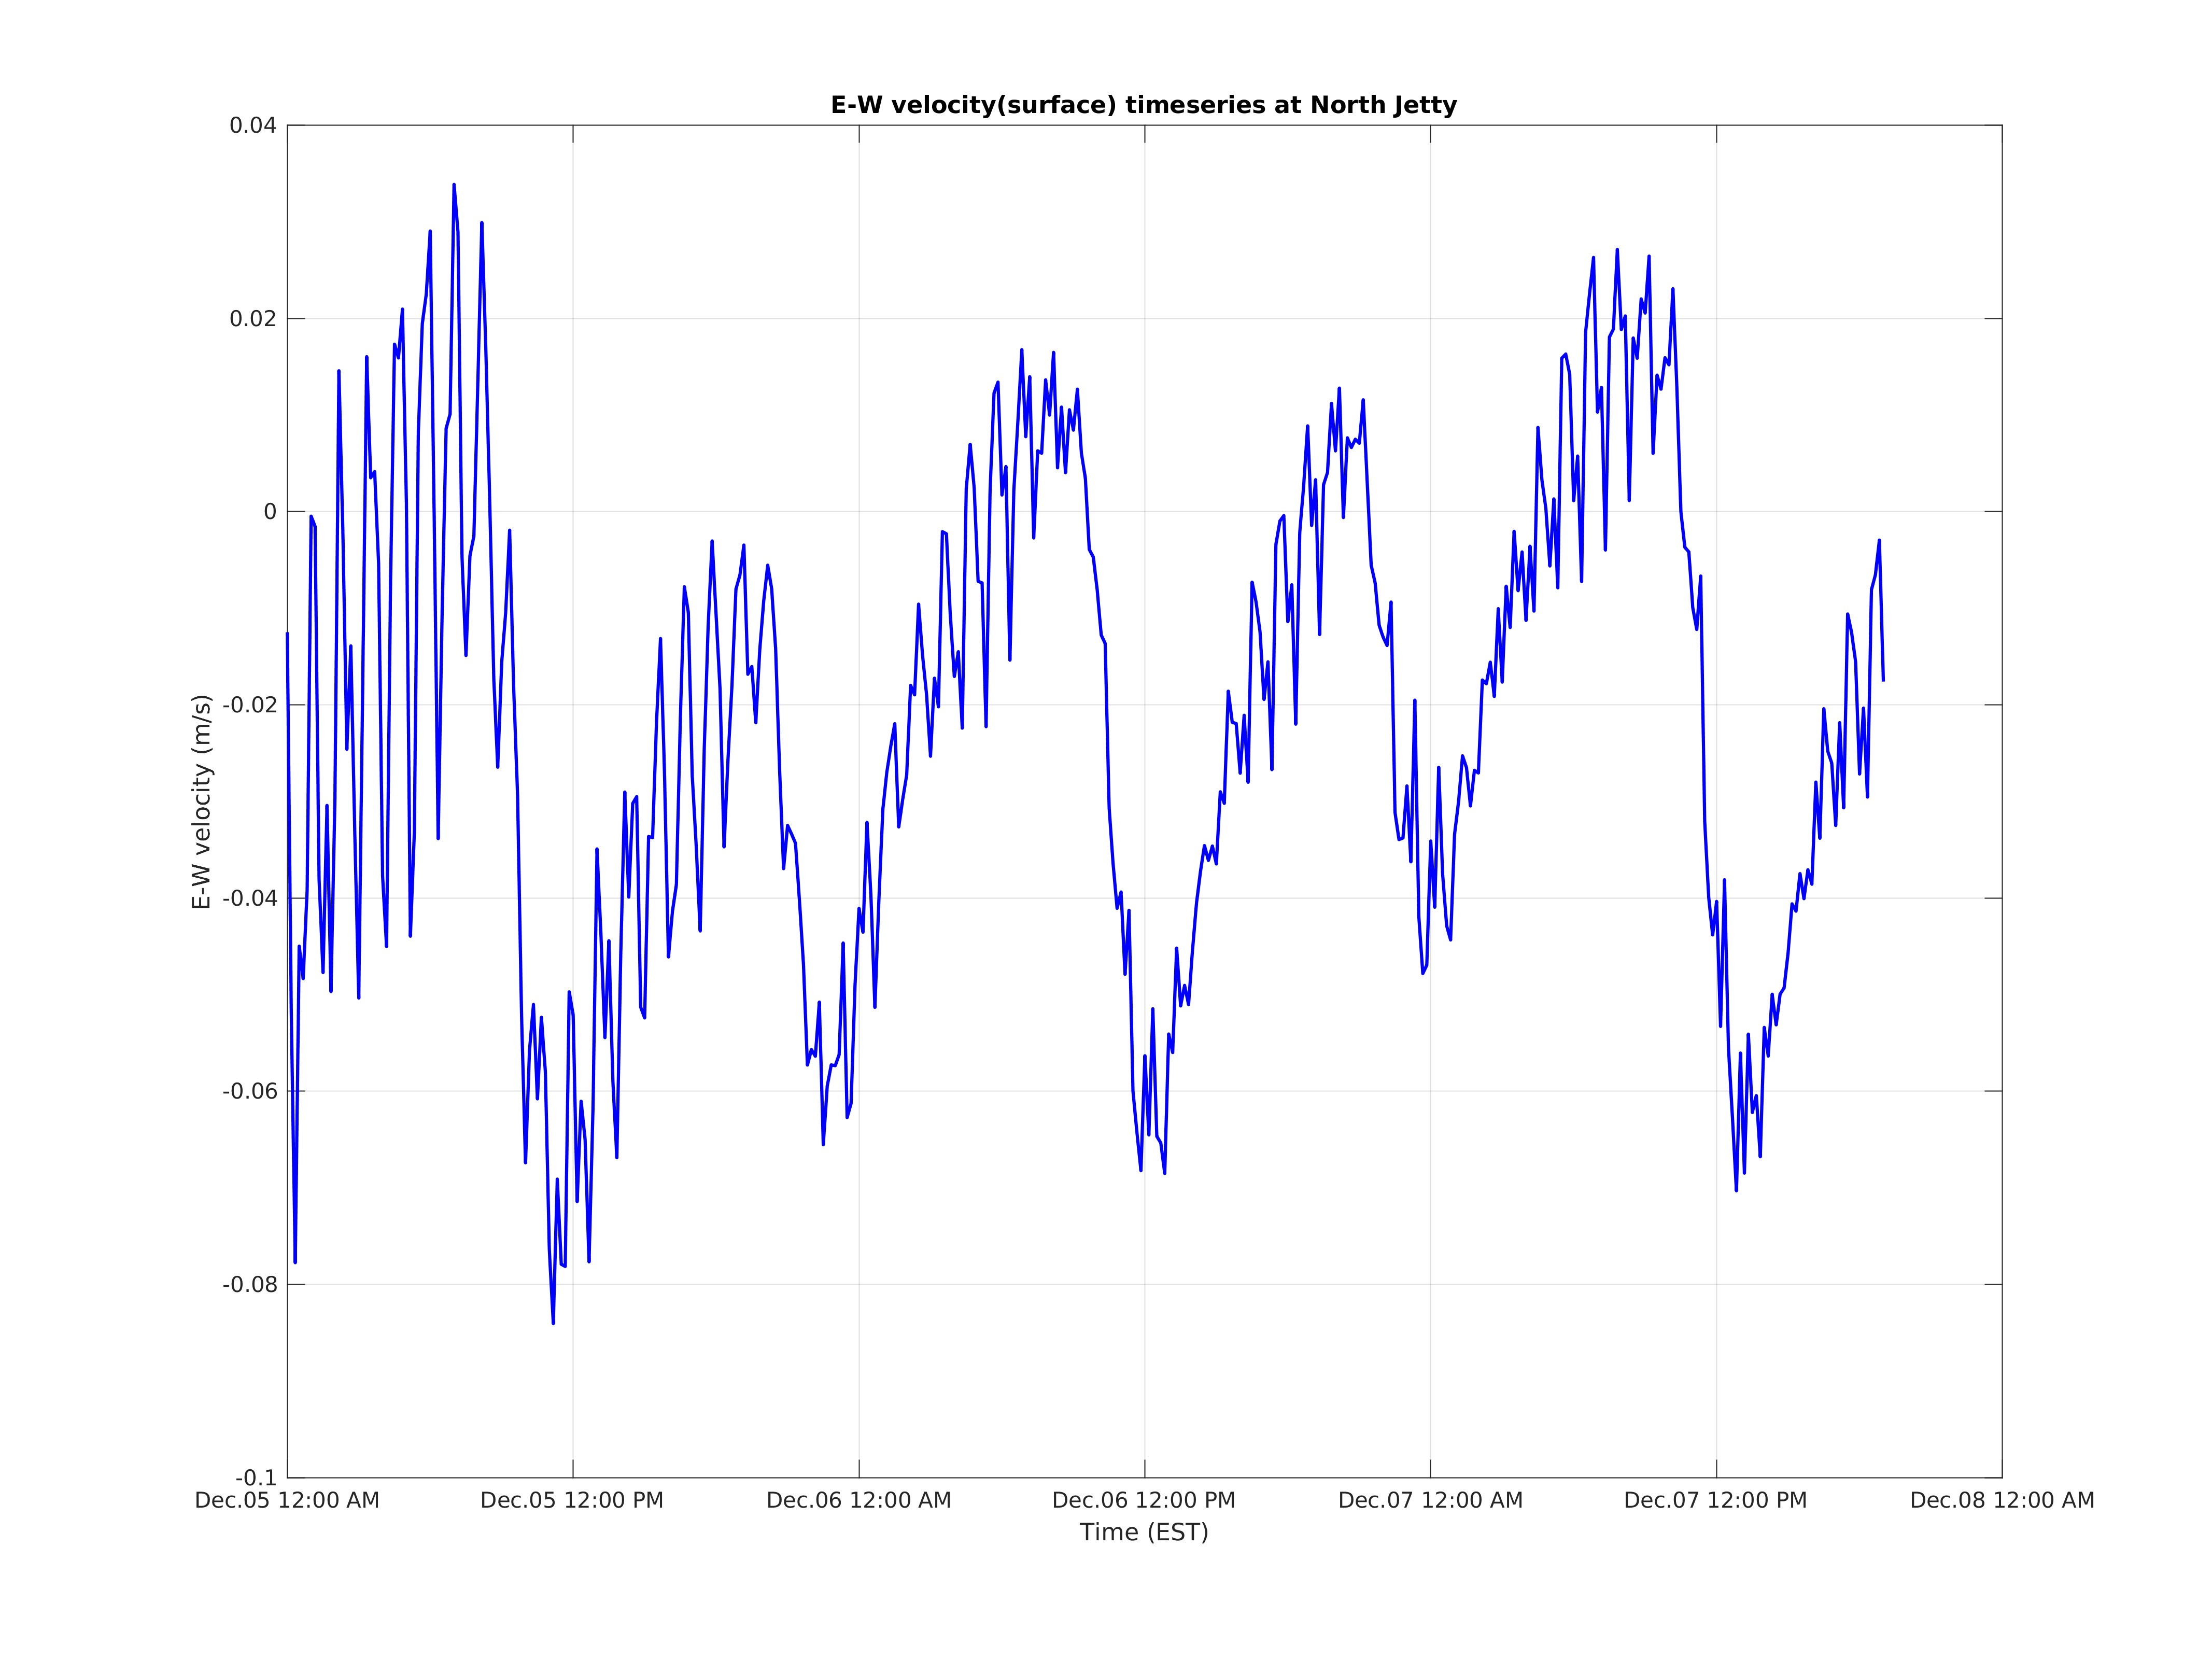 E-W velocity(surface) timeseries at North Jetty
0.04
0.02
0
-0.02
-0.04
-0.06
-0.08
-0.1
E-W velocity (m/s)
Dec.05 12:00 AM Dec.05 12:00 PM Dec.06 12:00 AM Dec.06 12:00 PM Dec.07 12:00 AM Dec.07 12:00 PM Dec.08 12:00 AM
Time (EST)